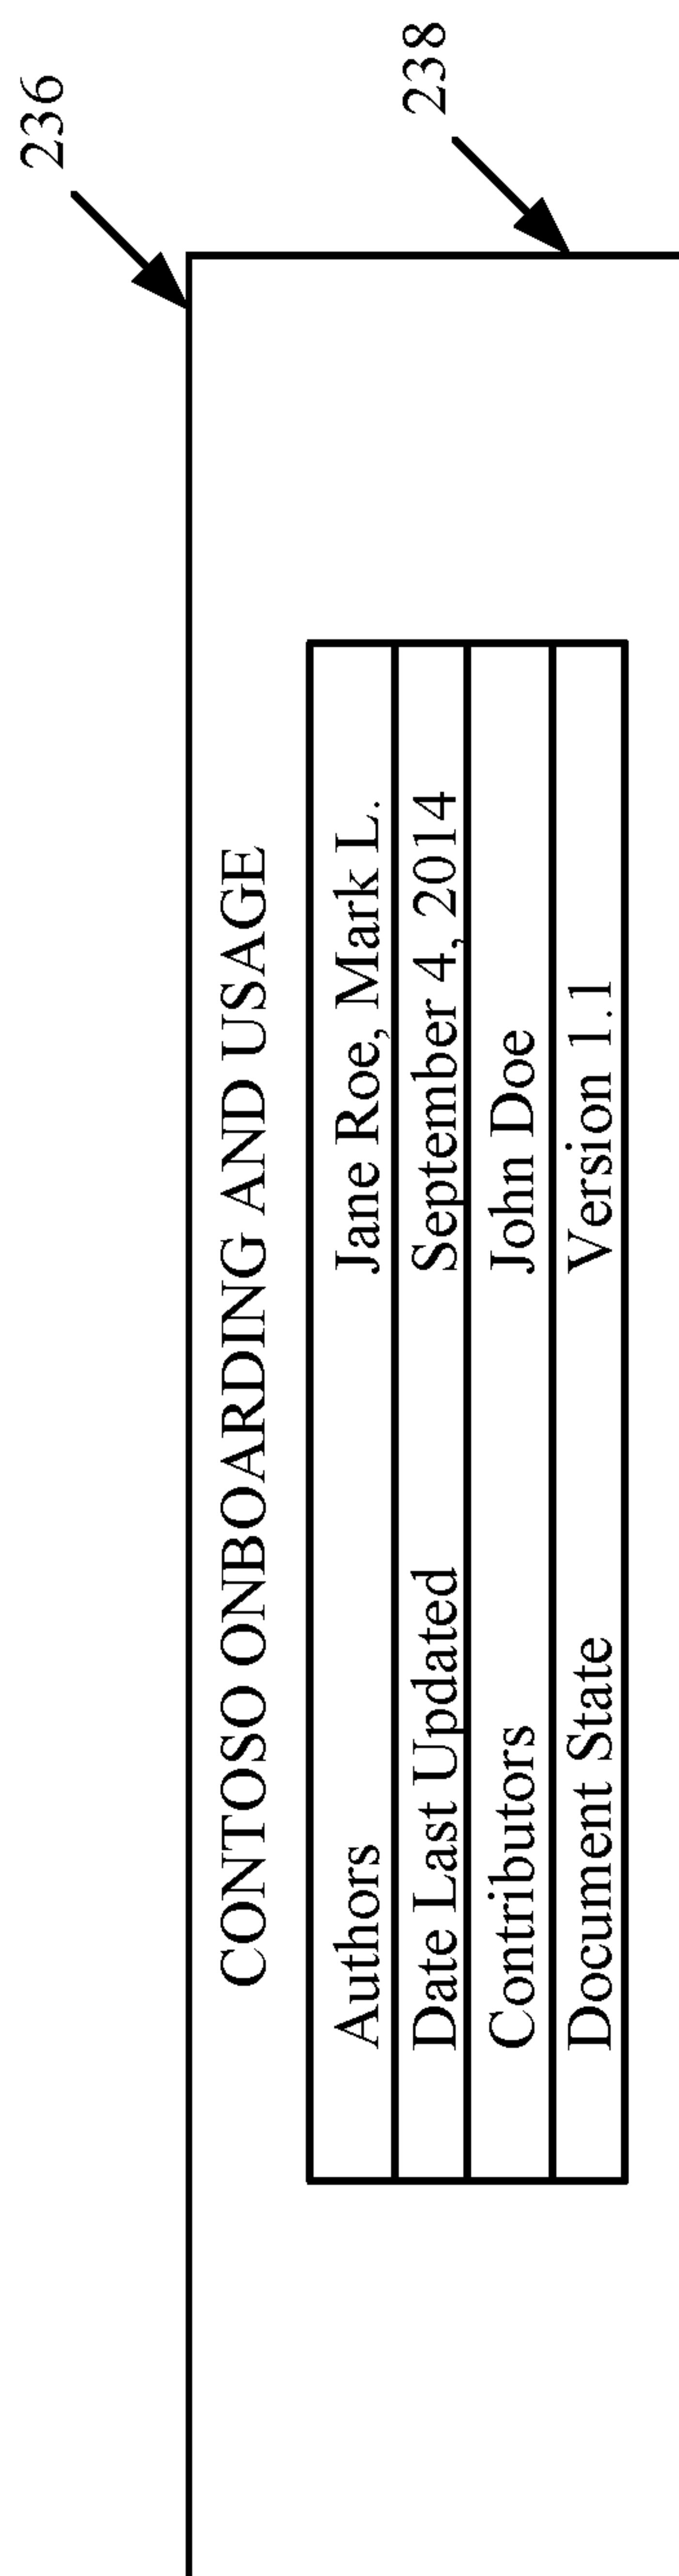 236
238
CONTOSO ONBOARDING AND USAGE
Authors Jane Roe, Mark L.
Date Last Updated September 4, 2014
Contributors John Doe
Document State Version 1.1